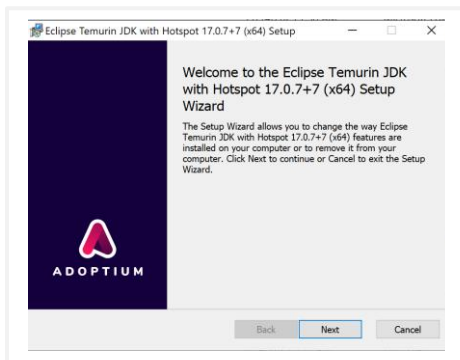 Eclipse Temurin JDK with Hotspot 17.0.7+7 (x64) Setup
Welcome to the Eclipse Temurin JDK
with Hotspot 17.0.7+7 (x64) Setup
Wizard
The Setup Wizard allows you to change the way Eclipse
Temurin JDK with Hotspot 17.0.7+7 (x64) features are
installed on your computer or to remove it from your
computer. Click Next to continue or Cancel to exit the Setup
Wizard.
ADOPTIUM
Back Next Cancel